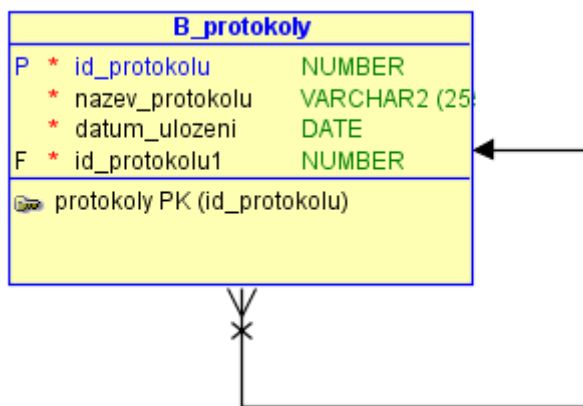 B_protokoly
P * id_protokolu NUMBER
* nazev_protokolu VARCHAR2 (25
* datum_ulozeni DATE
F * id_protokolu1 NUMBER
protokoly PK (id_protokolu)